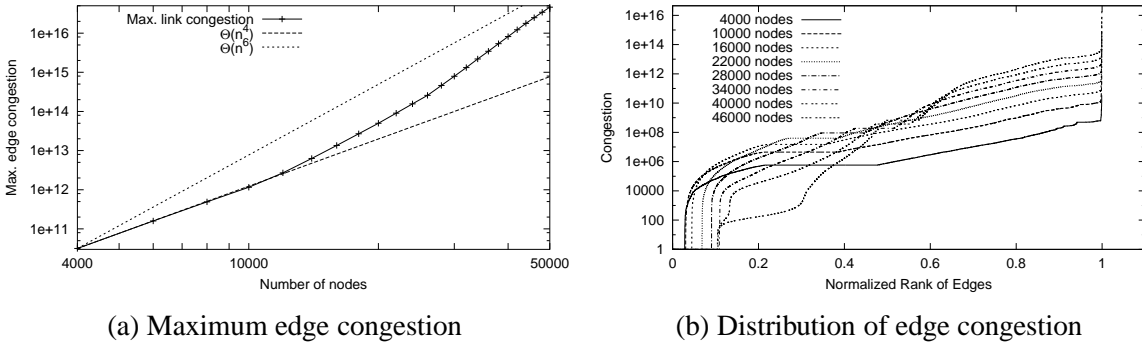 Max. edge congestion
1e+16
1e+15
1e+14
1e+13
1e+12
1e+11
4000
10000
50000
Number of nodes
Max. link congestion
Θ(n^4)
Θ(n^6)
(a) Maximum edge congestion
Congestion
1e+16
1e+14
1e+12
1e+10
1e+08
1e+06
10000
100
1
0
0.2
0.4
0.6
0.8
1
Normalized Rank of Edges
4000 nodes
10000 nodes
16000 nodes
22000 nodes
28000 nodes
34000 nodes
40000 nodes
46000 nodes
(b) Distribution of edge congestion